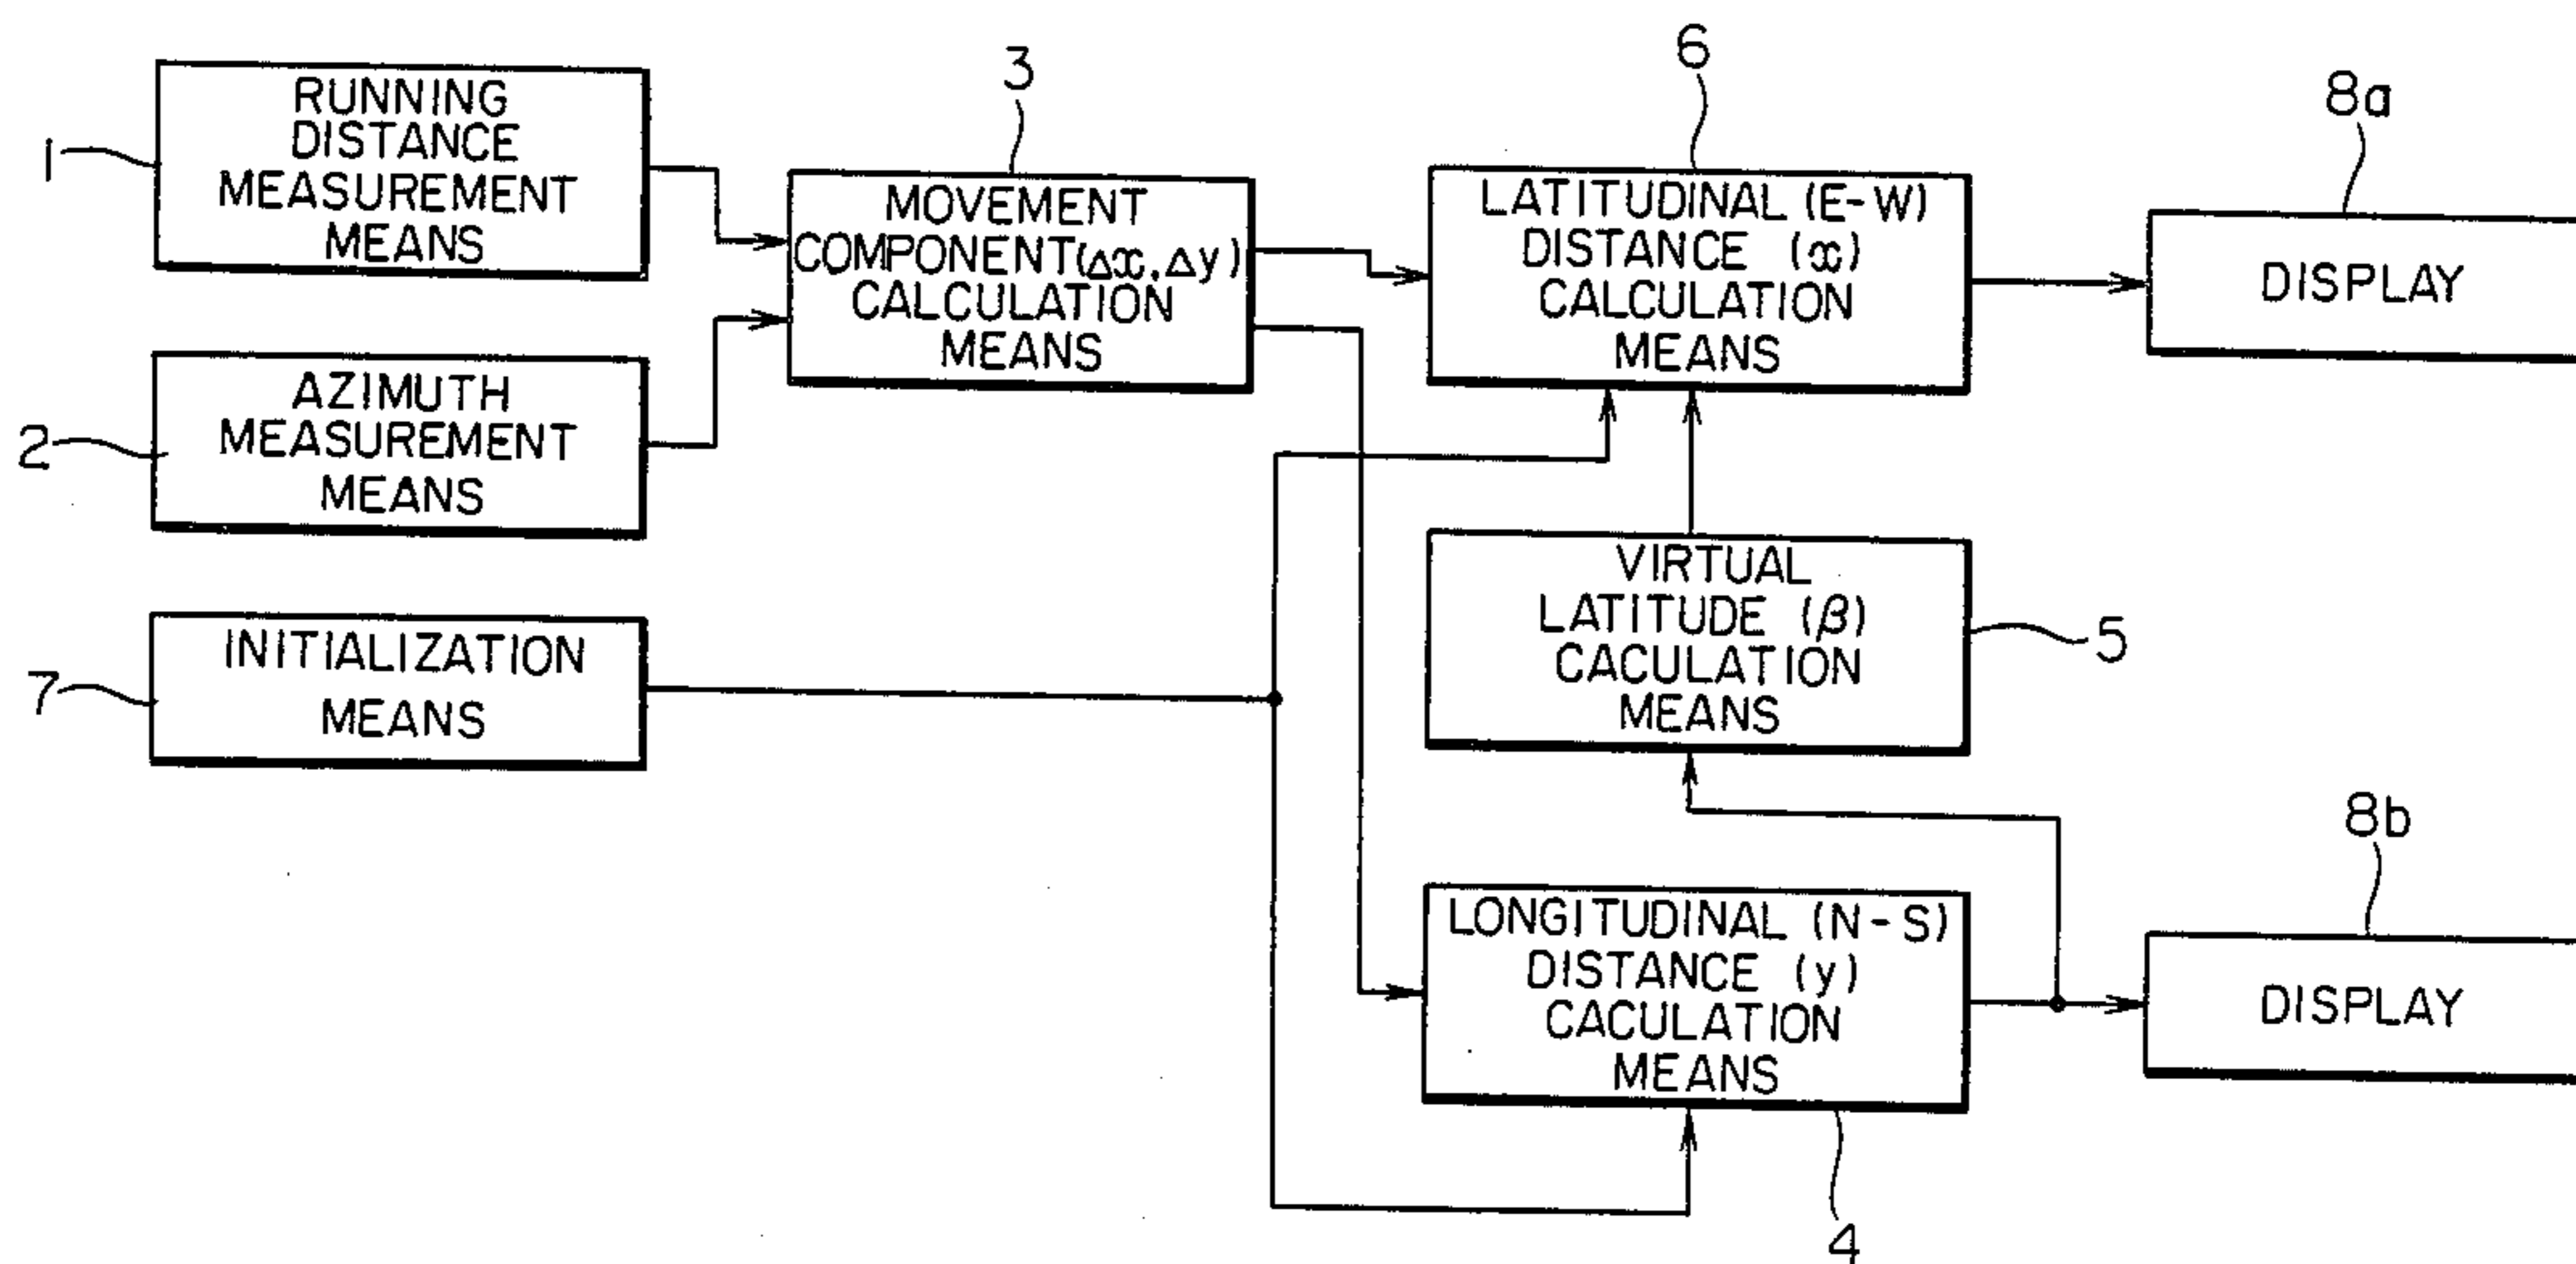 1
RUNNING
DISTANCE
MEASUREMENT
MEANS
2
AZIMUTH
MEASUREMENT
MEANS
7
INITIALIZATION
MEANS
3
MOVEMENT
COMPONENT(Δx,Δy)
CALCULATION
MEANS
6
LATITUDINAL (E-W)
DISTANCE (x)
CALCULATION
MEANS
8a
DISPLAY
VIRTUAL
LATITUDE (β)
CACULATION
MEANS
5
LONGITUDINAL (N-S)
DISTANCE (y)
CACULATION
MEANS
4
8b
DISPLAY